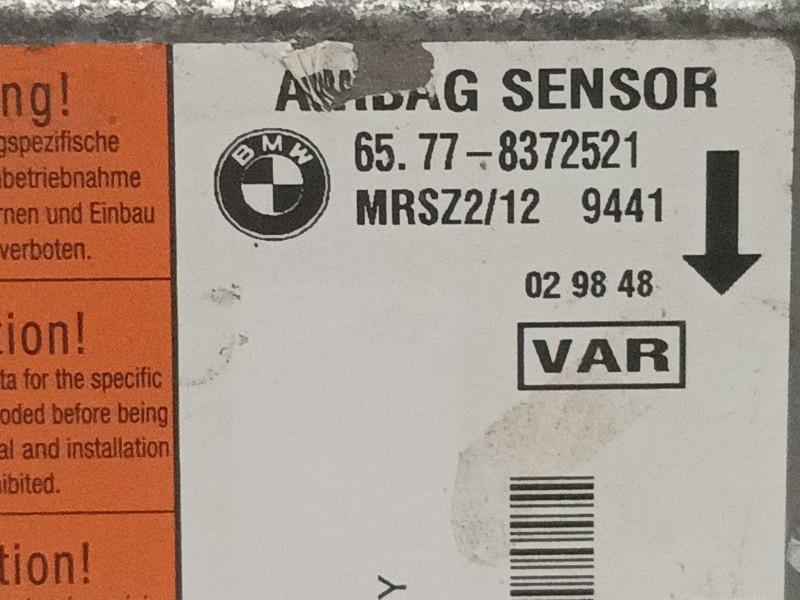 ng!
gspezifische
betriebnahme
rnen und Einbau
verboten.
AIRBAG SENSOR
BMW
65. 77-8372521
MRSZ2/12 9441
02 98 48
VAR
tion!
ta for the specific
oded before being
al and installation
ibited.
tion!
Y